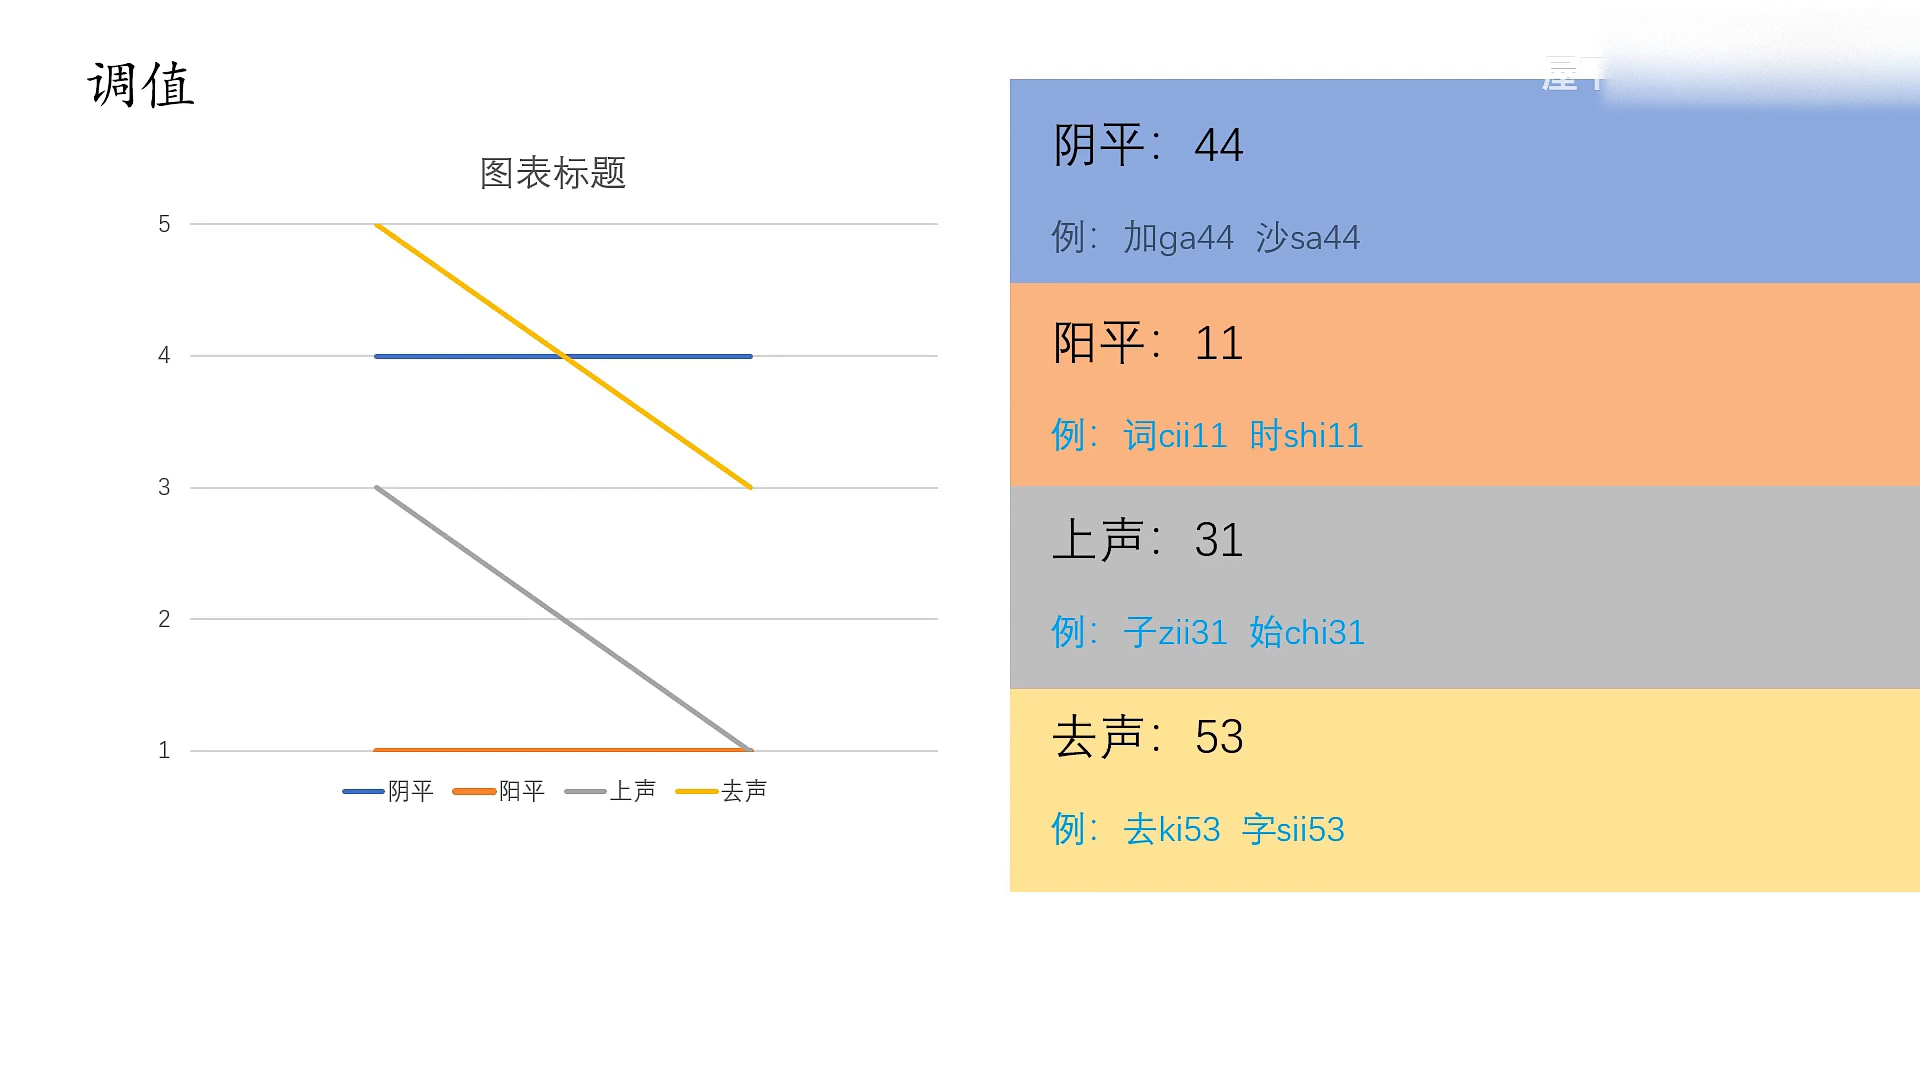 调值
图表标题
5
4
3
2
1
阴平 阳平 上声 去声
屋
阴平：44
例：加ga44 沙sa44
阳平：11
例：词cii11 时shi11
上声：31
例：子zii31 始chi31
去声：53
例：去ki53 字sii53